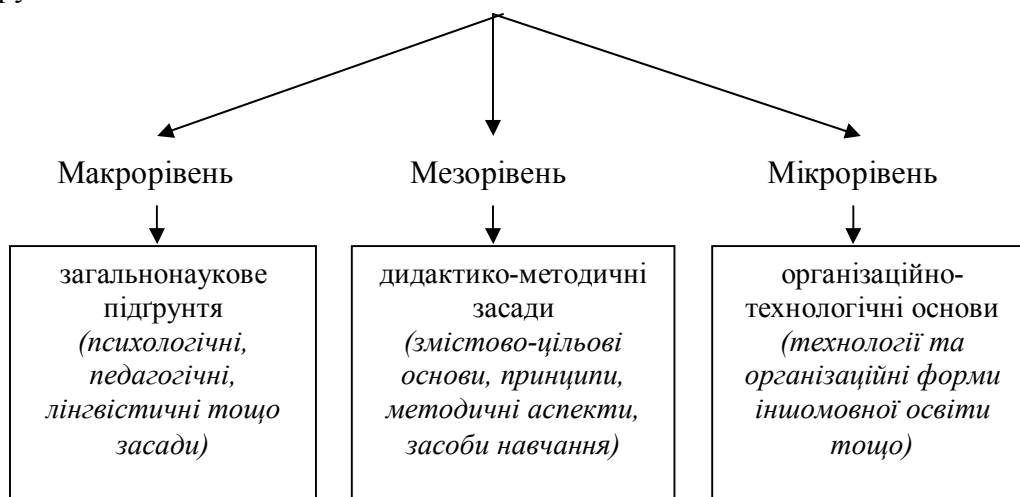 Макрорівень
Мезорівень
Мікрорівень
загальнонаукове
підґрунтя
(психологічні,
педагогічні,
лінгвістичні тощо
засади)
дидактико-методичні
засади
(змістово-цільові
основи, принципи,
методичні аспекти,
засоби навчання)
організаційно-
технологічні основи
(технології та
організаційні форми
іншомовної освіти
тощо)